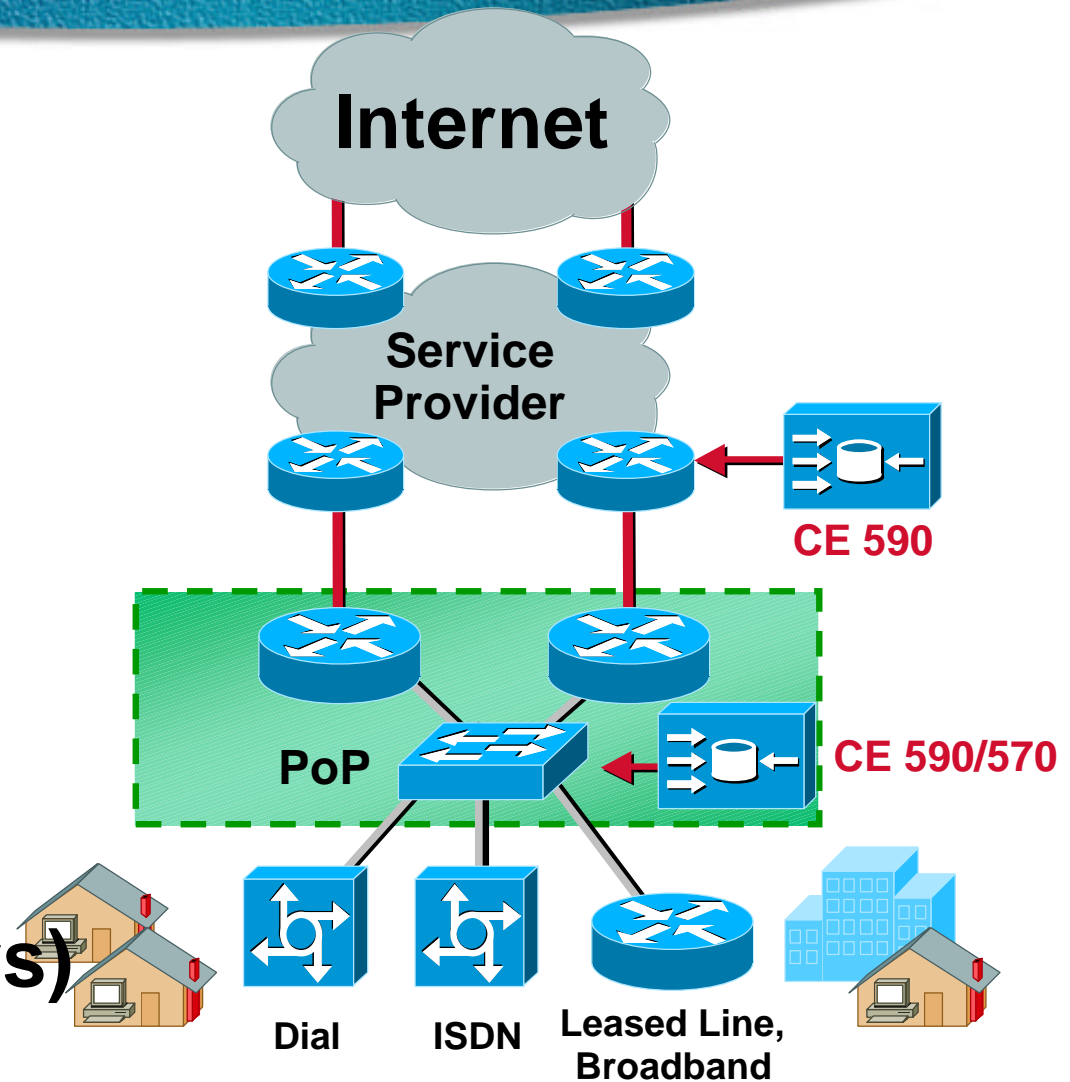 Internet
Service
Provider
CE 590
PoP
CE 590/570
s)
Dial
ISDN
Leased Line,
Broadband